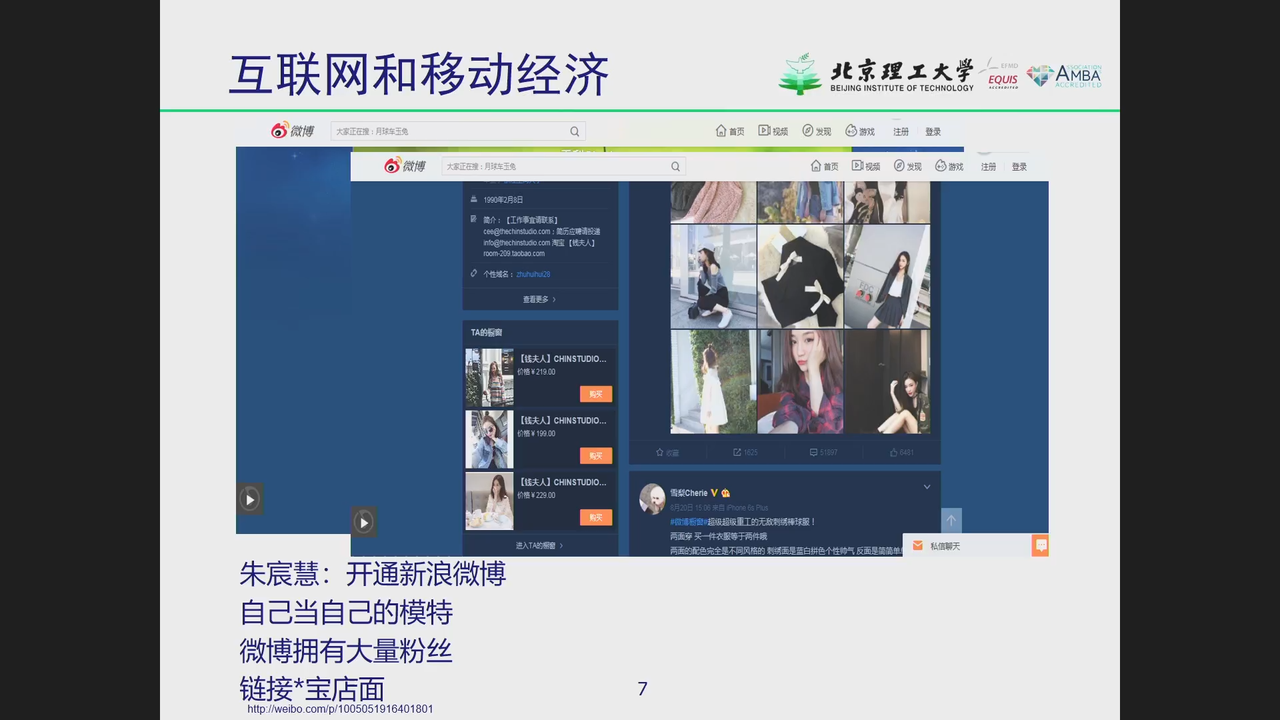 互联网和移动经济
北京理工大学
BEIJING INSTITUTE OF TECHNOLOGY
EFMD
EQUIS
ACCREDITED
ASSOCIATION
AMBA
ACCREDITED
微博
大家正在搜：月球车玉兔
首页
视频
发现
游戏
注册
登录
微博
大家正在搜：月球车玉兔
首页
视频
发现
游戏
注册
登录
1990年2月8日
简介：【工作事宜请联系】
cee@thechinstudio.com；简历应聘请投递
info@thechinstudio.com 淘宝【钱夫人】
room-209.taobao.com
个性域名：zhuhuihui28
查看更多 >
TA的橱窗
【钱夫人】CHINSTUDIO...
价格￥219.00
购买
【钱夫人】CHINSTUDIO...
价格￥199.00
购买
【钱夫人】CHINSTUDIO...
价格￥229.00
购买
进入TA的橱窗 >
收藏
1625
51897
6481
雪梨Cherie
6月20日 15:06 来自 iPhone 6s Plus
#微博橱窗#超级超级重工的无敌刺绣棒球服！
两面穿 买一件衣服等于两件哦
两面的配色完全是不同风格的 刺绣面是蓝白拼色个性帅气 反面是简简单
私信聊天
朱宸慧：开通新浪微博
自己当自己的模特
微博拥有大量粉丝
链接*宝店面
http://weibo.com/p/1005051916401801
7